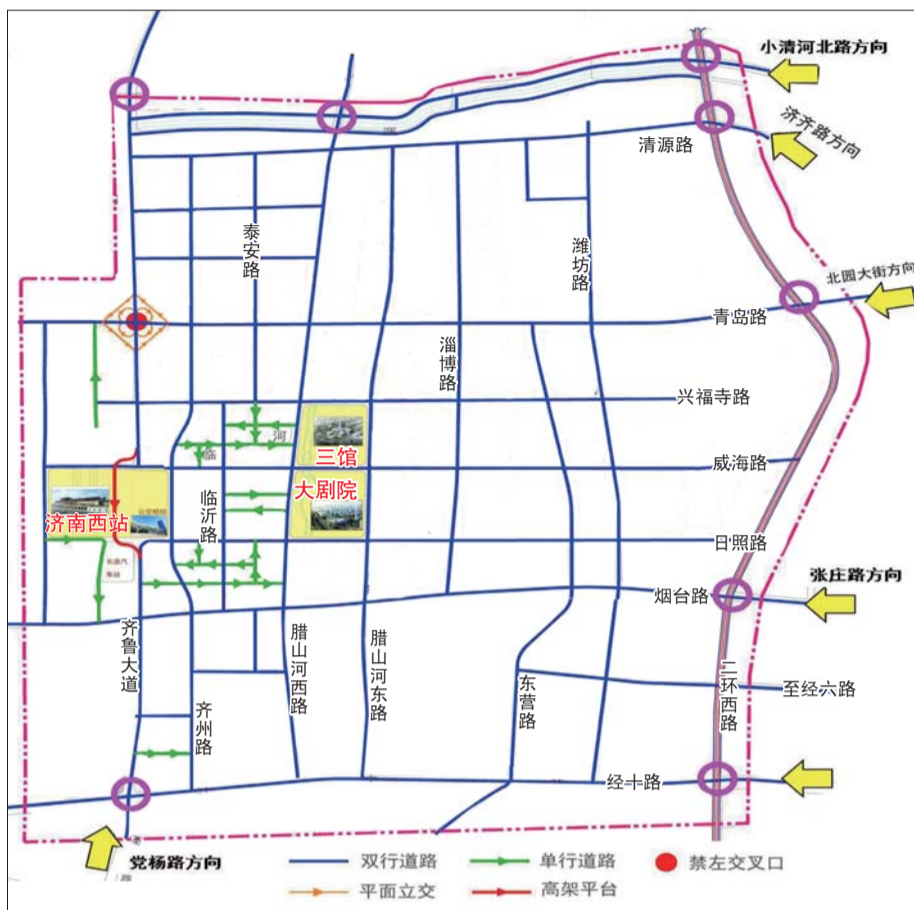 小清河北路方向
济齐路方向
清源路
泰安路
潍坊路
北园大街方向
青岛路
淄博路
兴福寺路
河
三馆
临
威海路
大剧院
临沂路
济南西站
日照路
长途汽
车站
张庄路方向
烟台路
齐鲁大道
腊山河西路
腊山河东路
二环西路
东营路
至经六路
齐州路
经十路
党杨路方向
双行道路
单行道路
禁左交叉口
平面立交
高架平台